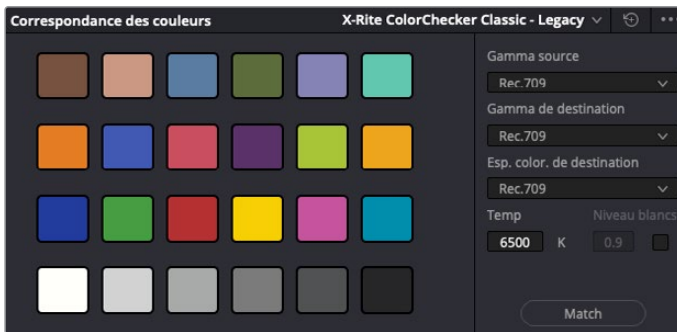 Correspondance des couleurs X-Rite ColorChecker Classic - Legacy
Gamma source
Rec.709
Gamma de destination
Rec.709
Esp. color. de destination
Rec.709
Temp Niveau blancs
6500 K 0.9
Match